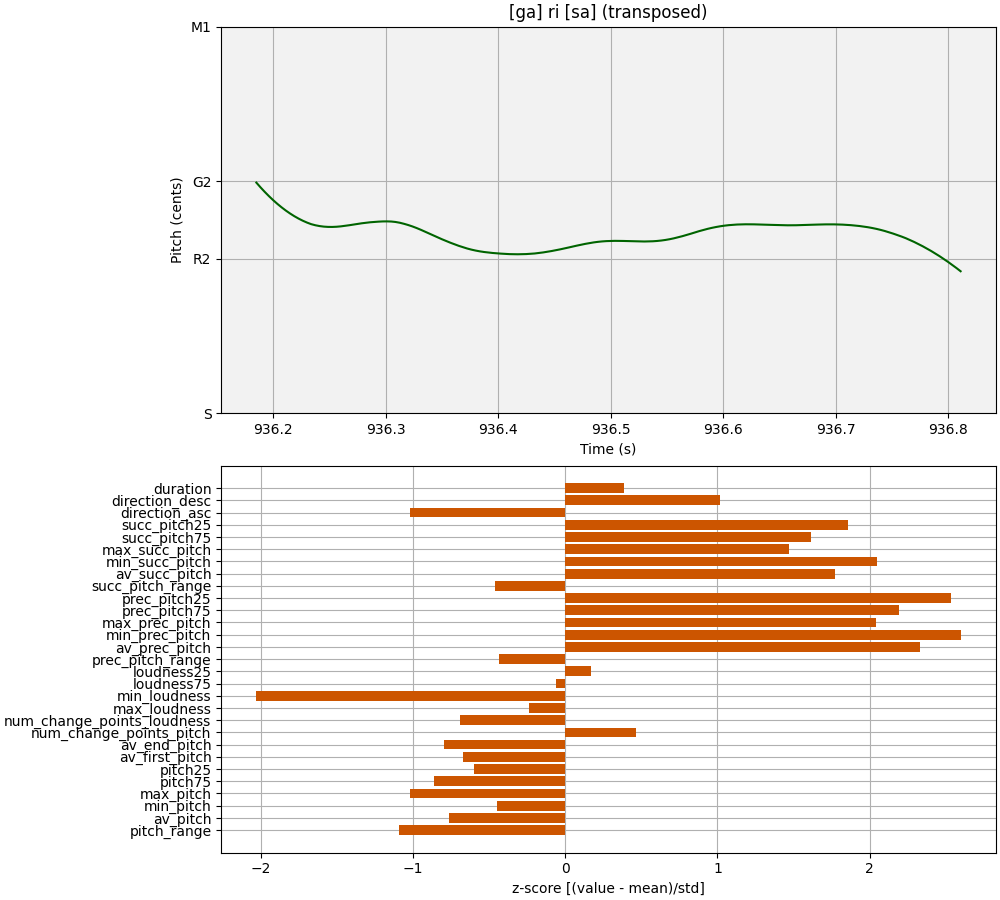 [ga] ri [sa] (transposed)
M1
G2
R2
S
Pitch (cents)
936.2 936.3 936.4 936.5 936.6 936.7 936.8
Time (s)
duration
direction_desc
direction_asc
succ_pitch25
succ_pitch75
max_succ_pitch
min_succ_pitch
av_succ_pitch
succ_pitch_range
prec_pitch25
prec_pitch75
max_prec_pitch
min_prec_pitch
av_prec_pitch
prec_pitch_range
loudness25
loudness75
min_loudness
max_loudness
num_change_points_loudness
num_change_points_pitch
av_end_pitch
av_first_pitch
pitch25
pitch75
max_pitch
min_pitch
av_pitch
pitch_range
−2 −1 0 1 2
z-score [(value - mean)/std]